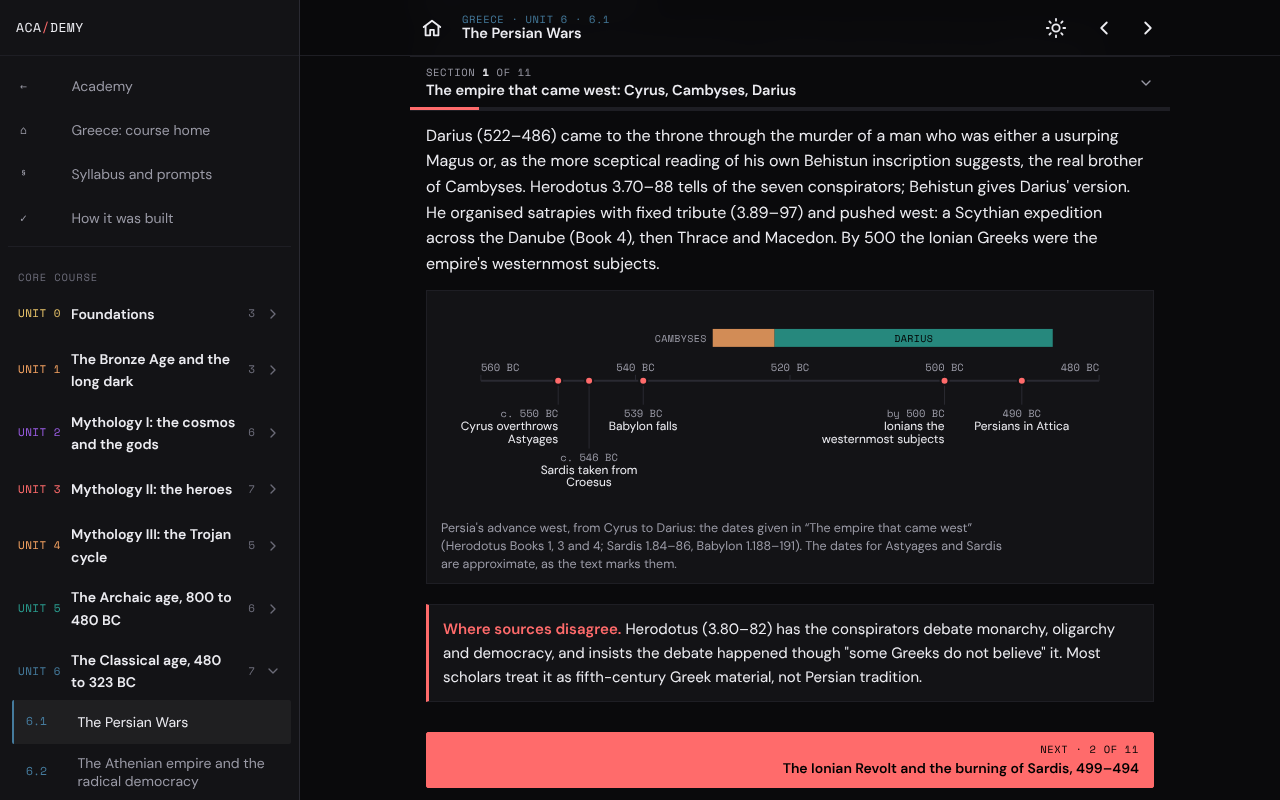 ACA/DEMY
←
Academy
⌂
Greece: course home
§
Syllabus and prompts
✓
How it was built
CORE COURSE
UNIT 0
Foundations
3
UNIT 1
The Bronze Age and the
long dark
3
UNIT 2
Mythology I: the cosmos
and the gods
6
UNIT 3
Mythology II: the heroes
7
UNIT 4
Mythology III: the Trojan
cycle
5
UNIT 5
The Archaic age, 800 to
480 BC
6
UNIT 6
The Classical age, 480
to 323 BC
7
6.1
The Persian Wars
6.2
The Athenian empire and the
radical democracy
GREECE · UNIT 6 · 6.1
The Persian Wars
SECTION 1 OF 11
The empire that came west: Cyrus, Cambyses, Darius
Darius (522–486) came to the throne through the murder of a man who was either a usurping
Magus or, as the more sceptical reading of his own Behistun inscription suggests, the real brother
of Cambyses. Herodotus 3.70–88 tells of the seven conspirators; Behistun gives Darius' version.
He organised satrapies with fixed tribute (3.89–97) and pushed west: a Scythian expedition
across the Danube (Book 4), then Thrace and Macedon. By 500 the Ionian Greeks were the
empire's westernmost subjects.
CAMBYSES
DARIUS
560 BC
540 BC
520 BC
500 BC
480 BC
c. 550 BC
Cyrus overthrows
Astyages
c. 546 BC
Sardis taken from
Croesus
539 BC
Babylon falls
by 500 BC
Ionians the
westernmost subjects
490 BC
Persians in Attica
Persia's advance west, from Cyrus to Darius: the dates given in “The empire that came west”
(Herodotus Books 1, 3 and 4; Sardis 1.84–86, Babylon 1.188–191). The dates for Astyages and Sardis
are approximate, as the text marks them.
Where sources disagree. Herodotus (3.80–82) has the conspirators debate monarchy, oligarchy
and democracy, and insists the debate happened though "some Greeks do not believe" it. Most
scholars treat it as fifth-century Greek material, not Persian tradition.
NEXT · 2 OF 11
The Ionian Revolt and the burning of Sardis, 499–494